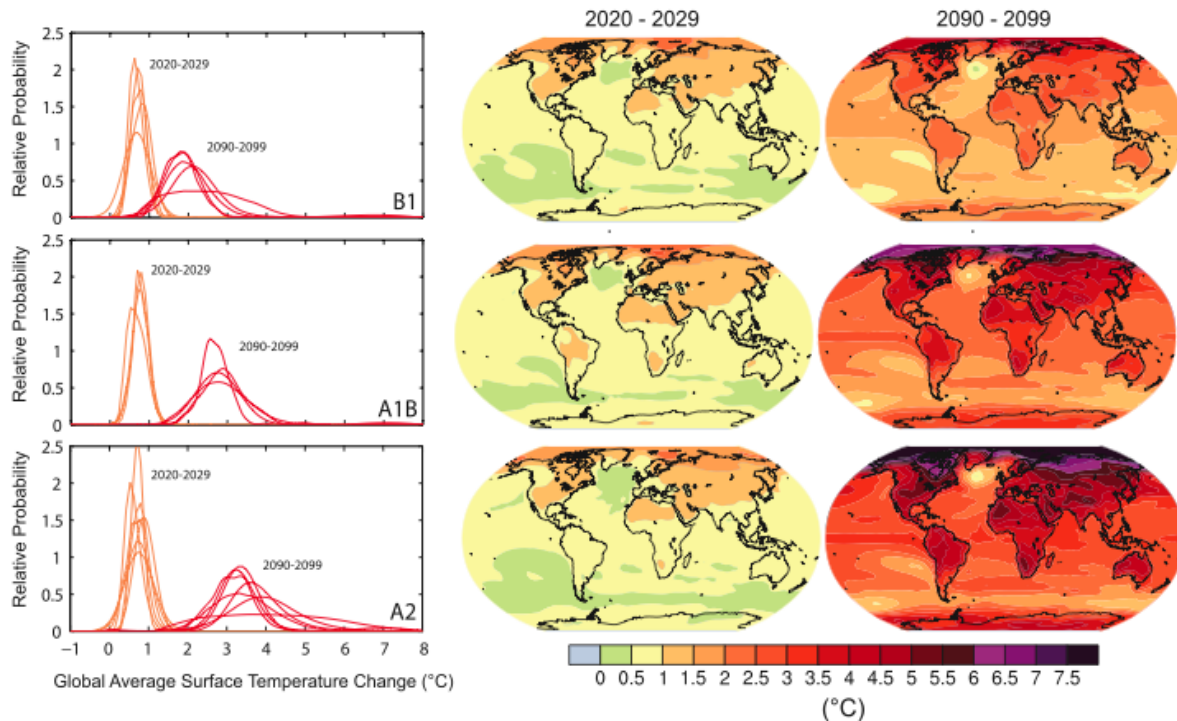 2020 - 2029
2090 - 2099
2.5
2
1.5
1
0.5
0
Relative Probability
2020-2029
2090-2099
B1
2.5
2
1.5
1
0.5
0
Relative Probability
2020-2029
2090-2099
A1B
2.5
2
1.5
1
0.5
0
Relative Probability
2020-2029
2090-2099
A2
-1 0 1 2 3 4 5 6 7 8
Global Average Surface Temperature Change (°C)
0 0.5 1 1.5 2 2.5 3 3.5 4 4.5 5 5.5 6 6.5 7 7.5
(°C)